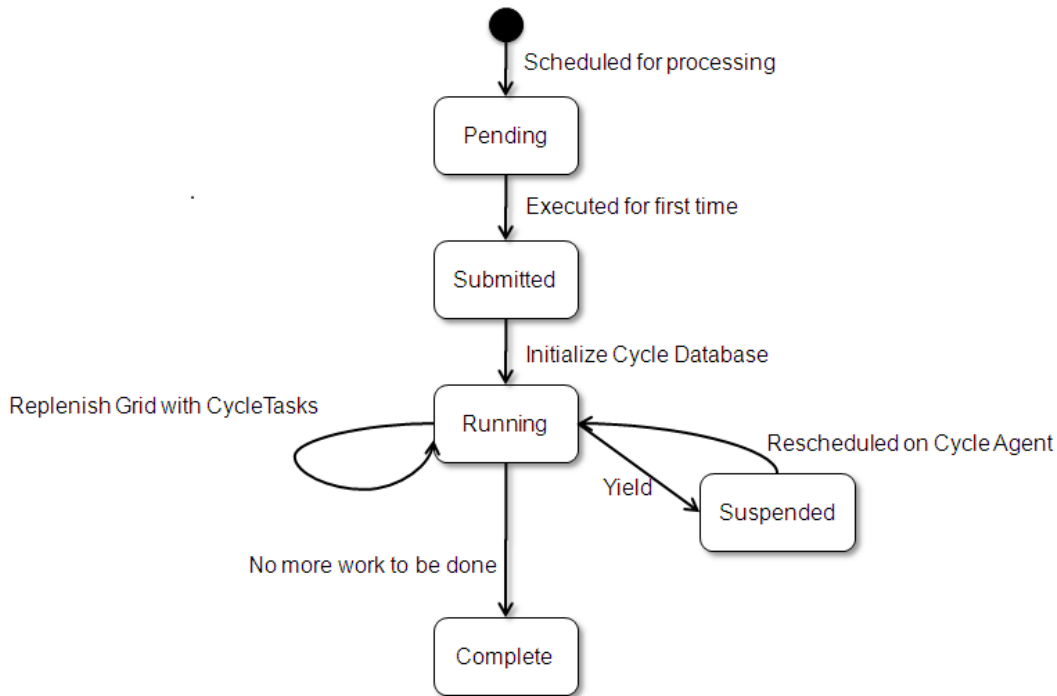 Scheduled for processing
Pending
Executed for first time
Submitted
Initialize Cycle Database
Replenish Grid with CycleTasks
Running
Rescheduled on Cycle Agent
Yield
Suspended
No more work to be done
Complete